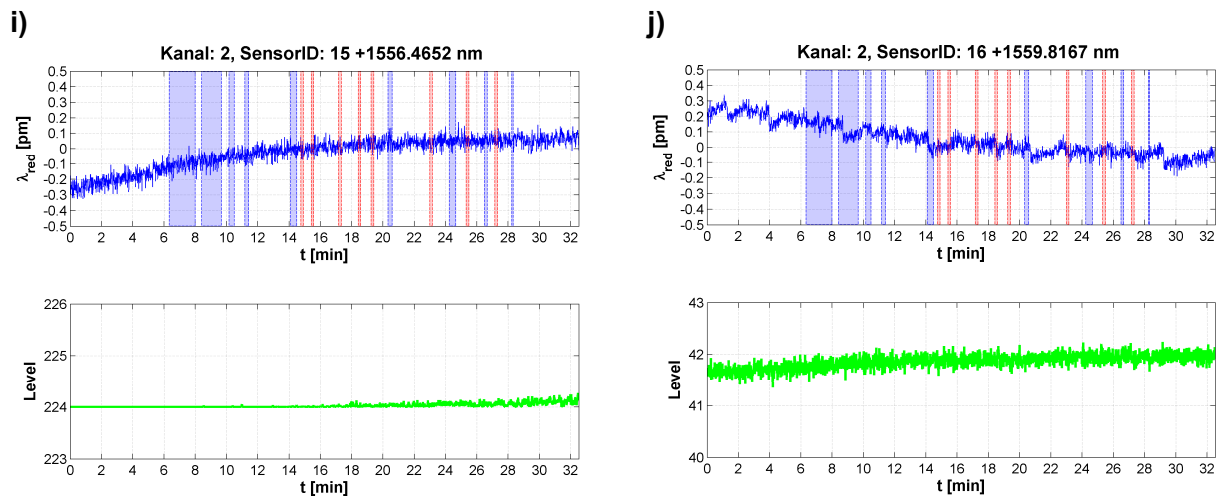 i)
Kanal: 2, SensorID: 15 +1556.4652 nm
0.5
0.4
0.3
0.2
0.1
0
-0.1
-0.2
-0.3
-0.4
-0.5
λred [pm]
0 2 4 6 8 10 12 14 16 18 20 22 24 26 28 30 32
t [min]
226
225
224
223
Level
0 2 4 6 8 10 12 14 16 18 20 22 24 26 28 30 32
t [min]
j)
Kanal: 2, SensorID: 16 +1559.8167 nm
0.5
0.4
0.3
0.2
0.1
0
-0.1
-0.2
-0.3
-0.4
-0.5
λred [pm]
0 2 4 6 8 10 12 14 16 18 20 22 24 26 28 30 32
t [min]
43
42
41
40
Level
0 2 4 6 8 10 12 14 16 18 20 22 24 26 28 30 32
t [min]